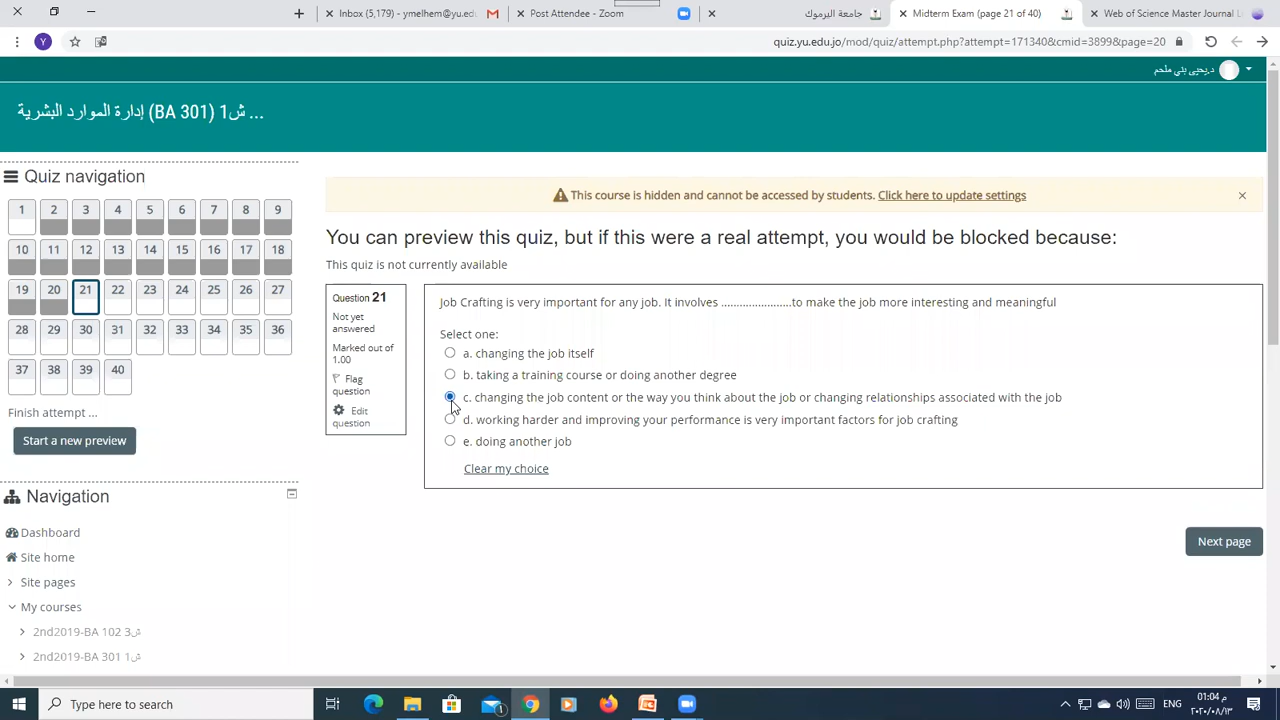 Inbox (5,179) - ymelhem@yu.edu
Post Attendee - Zoom
جامعة اليرموك
Midterm Exam (page 21 of 40)
Web of Science Master Journal L
Y
quiz.yu.edu.jo/mod/quiz/attempt.php?attempt=171340&cmid=3899&page=20
د.يحيى بني ملحم
إدارة الموارد البشرية (BA 301) ش1 ...
Quiz navigation
1 2 3 4 5 6 7 8 9
10 11 12 13 14 15 16 17 18
19 20 21 22 23 24 25 26 27
28 29 30 31 32 33 34 35 36
37 38 39 40
Finish attempt ...
Start a new preview
This course is hidden and cannot be accessed by students. Click here to update settings
You can preview this quiz, but if this were a real attempt, you would be blocked because:
This quiz is not currently available
Question 21
Not yet
answered
Marked out of
1.00
Flag
question
Edit
question
Job Crafting is very important for any job. It involves ......................to make the job more interesting and meaningful
Select one:
a. changing the job itself
b. taking a training course or doing another degree
c. changing the job content or the way you think about the job or changing relationships associated with the job
d. working harder and improving your performance is very important factors for job crafting
e. doing another job
Clear my choice
Next page
Navigation
Dashboard
Site home
Site pages
My courses
2nd2019-BA 102 ش3
2nd2019-BA 301 ش1
Type here to search
1
ENG
01:04 م
٢٠٢٠/٠٨/١٣